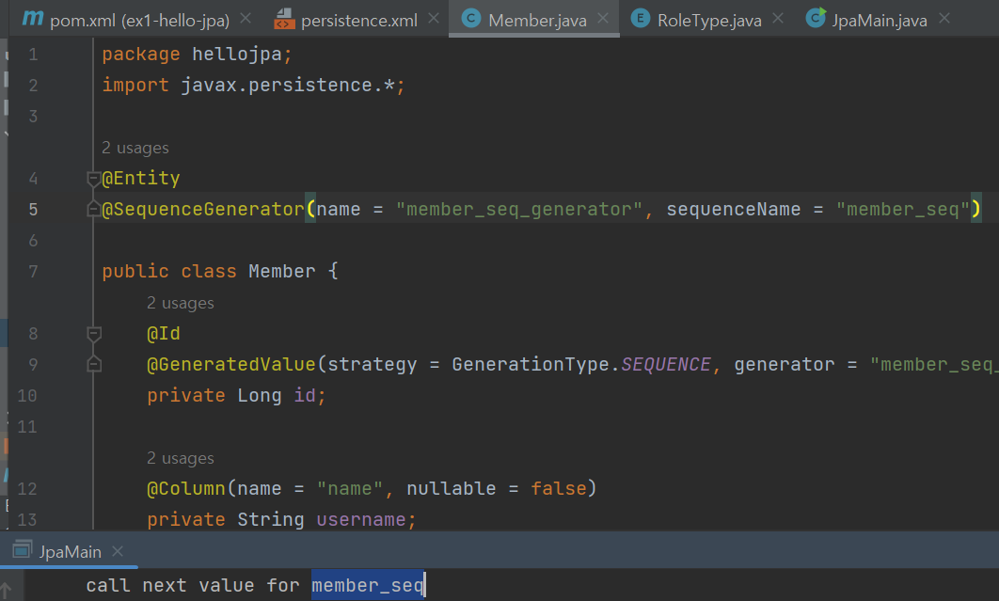 pom.xml (ex1-hello-jpa) persistence.xml Member.java RoleType.java JpaMain.java
1 package hellojpa;
2 import javax.persistence.*;
3
2 usages
4 @Entity
5 @SequenceGenerator(name = "member_seq_generator", sequenceName = "member_seq")
6
7 public class Member {
2 usages
8 @Id
9 @GeneratedValue(strategy = GenerationType.SEQUENCE, generator = "member_seq_
10 private Long id;
11
2 usages
12 @Column(name = "name", nullable = false)
13 private String username;
JpaMain
call next value for member_seq